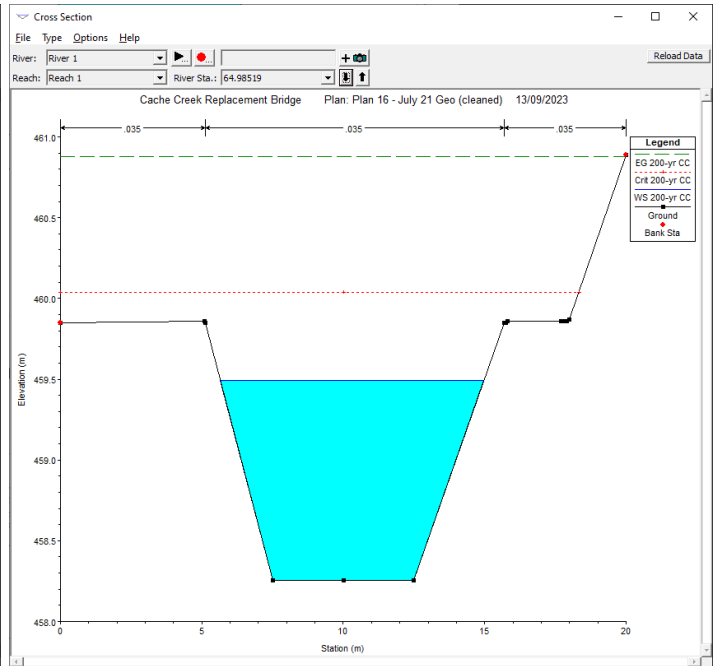 Cross Section
File Type Options Help
River: River 1
Reload Data
Reach: Reach 1 River Sta.: 64.98519
Cache Creek Replacement Bridge Plan: Plan 16 - July 21 Geo (cleaned) 13/09/2023
.035 .035 .035
Legend
EG 200-yr CC
Crit 200-yr CC
WS 200-yr CC
Ground
Bank Sta
461.0
460.5
460.0
459.5
459.0
458.5
458.0
Elevation (m)
0 5 10 15 20
Station (m)